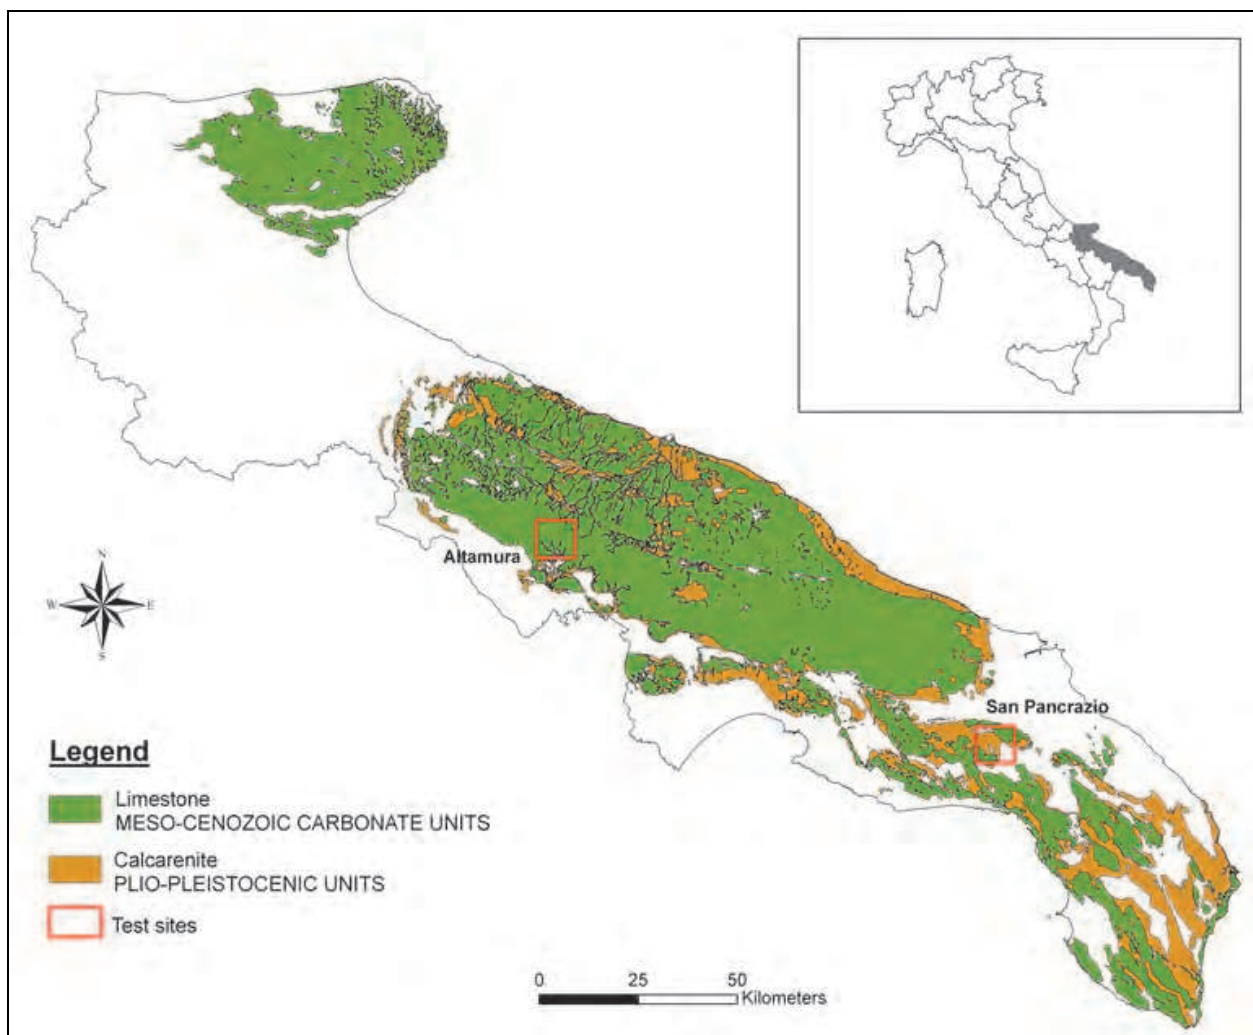 Altamura
N
W
E
S
San Pancrazio
Legend
Limestone
MESO-CENOZOIC CARBONATE UNITS
Calcarenite
PLIO-PLEISTOCENIC UNITS
Test sites
0 25 50
Kilometers